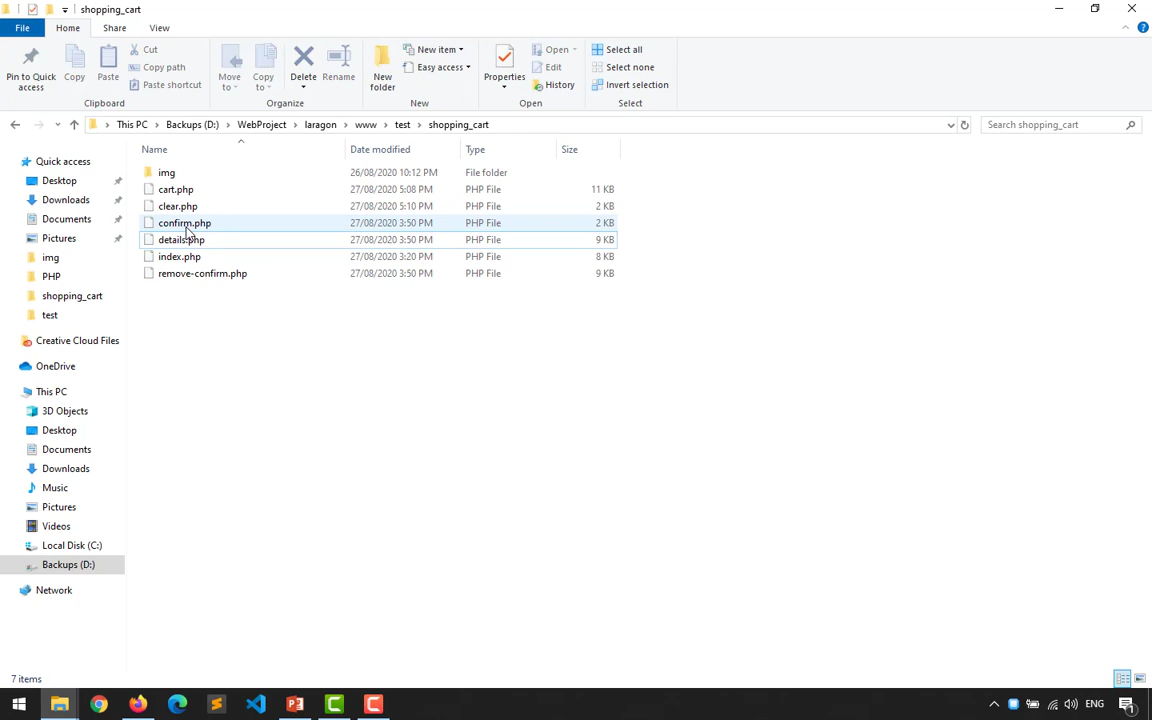 shopping_cart
File Home Share View
Pin to Quick access
Copy
Paste
Cut
Copy path
Paste shortcut
Clipboard
Move to
Copy to
Delete
Rename
Organize
New folder
New item
Easy access
New
Properties
Open
Edit
History
Open
Select all
Select none
Invert selection
Select
This PC > Backups (D:) > WebProject > laragon > www > test > shopping_cart
Search shopping_cart
Quick access
Desktop
Downloads
Documents
Pictures
img
PHP
shopping_cart
test
Creative Cloud Files
OneDrive
This PC
3D Objects
Desktop
Documents
Downloads
Music
Pictures
Videos
Local Disk (C:)
Backups (D:)
Network
Name Date modified Type Size
img 26/08/2020 10:12 PM File folder
cart.php 27/08/2020 5:08 PM PHP File 11 KB
clear.php 27/08/2020 5:10 PM PHP File 2 KB
confirm.php 27/08/2020 3:50 PM PHP File 2 KB
details.php 27/08/2020 3:50 PM PHP File 9 KB
index.php 27/08/2020 3:20 PM PHP File 8 KB
remove-confirm.php 27/08/2020 3:50 PM PHP File 9 KB
7 items
ENG
1